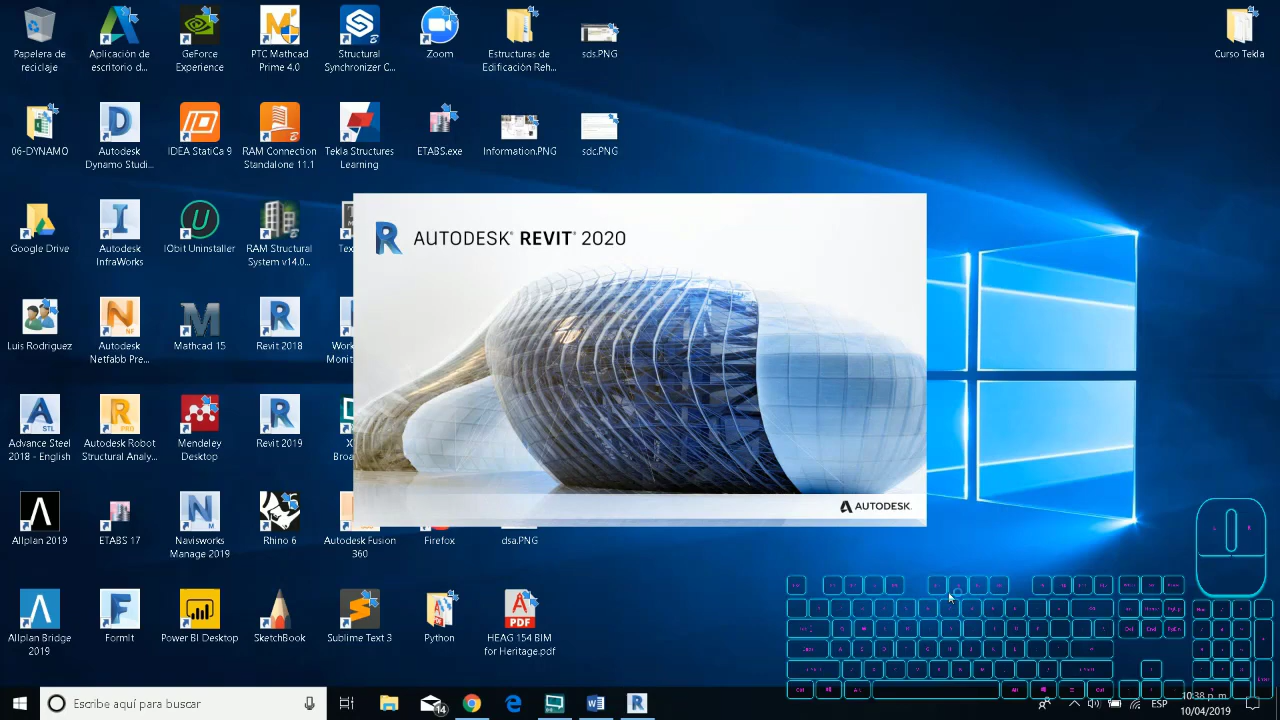 Papelera de
reciclaje
Aplicación de
escritorio d...
GeForce
Experience
PTC Mathcad
Prime 4.0
Structural
Synchronizer C...
Zoom
Estructuras de
Edificación Reh...
sds.PNG
Curso Tekla
06-DYNAMO
Autodesk
Dynamo Studi...
IDEA StatiCa 9
RAM Connection
Standalone 11.1
Tekla Structures
Learning
ETABS.exe
Information.PNG
sdc.PNG
Google Drive
Autodesk
InfraWorks
IObit Uninstaller
RAM Structural
System v14.0...
AUTODESK® REVIT® 2020
Luis Rodriguez
Autodesk
Netfabb Pre...
Mathcad 15
Revit 2018
Advance Steel
2018 - English
Autodesk Robot
Structural Analy...
Mendeley
Desktop
Revit 2019
AUTODESK.
Allplan 2019
ETABS 17
Navisworks
Manage 2019
Rhino 6
Autodesk Fusion
360
Firefox
dsa.PNG
Allplan Bridge
2019
FormIt
Power BI Desktop
SketchBook
Sublime Text 3
Python
HEAG 154 BIM
for Heritage.pdf
Escribe aquí para buscar
14
ESP
10:38 p. m.
10/04/2019